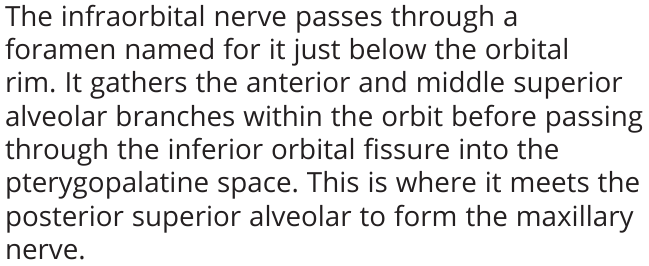 The infraorbital nerve passes through a
foramen named for it just below the orbital
rim. It gathers the anterior and middle superior
alveolar branches within the orbit before passing
through the inferior orbital fissure into the
pterygopalatine space. This is where it meets the
posterior superior alveolar to form the maxillary
nerve.